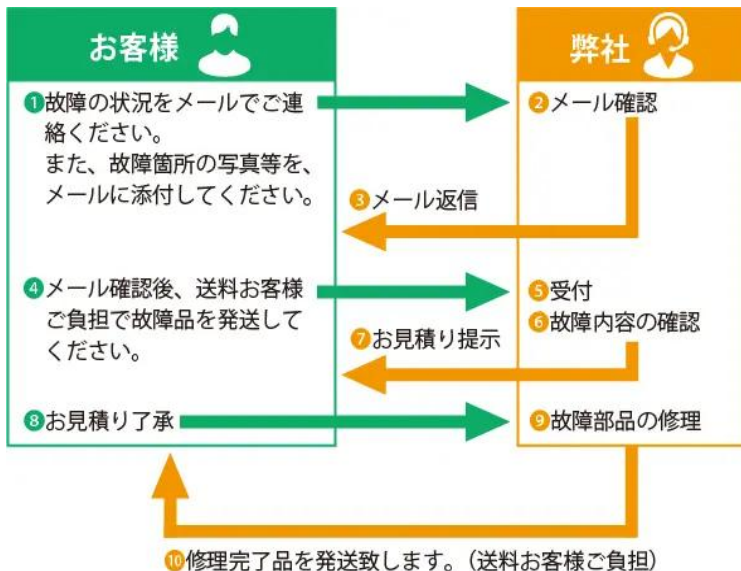 お客様
弊社
❶故障の状況をメールでご連
絡ください。
また、故障箇所の写真等を、
メールに添付してください。
❷メール確認
❸メール返信
❹メール確認後、送料お客様
ご負担で故障品を発送して
ください。
❺受付
❻故障内容の確認
❼お見積り提示
❽お見積り了承
❾故障部品の修理
❿修理完了品を発送致します。(送料お客様ご負担)